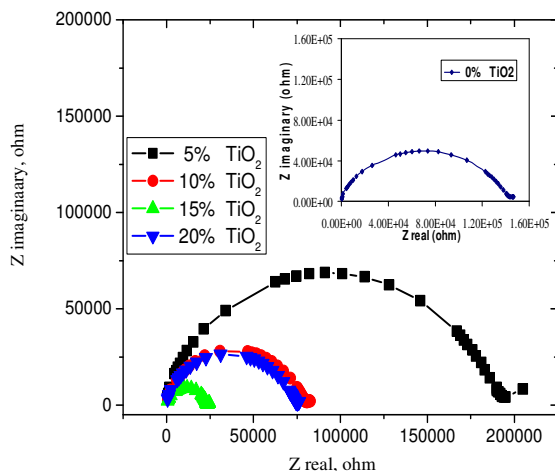 200000
150000
100000
50000
0
Z imaginaary, ohm
0 50000 100000 150000 200000
Z real, ohm
5% TiO2
10% TiO2
15% TiO2
20% TiO2
1.60E+05
1.20E+05
8.00E+04
4.00E+04
0.00E+00
Z imaginary (ohm)
0.00E+00 4.00E+04 8.00E+04 1.20E+05 1.60E+05
Z real (ohm)
0% TiO2